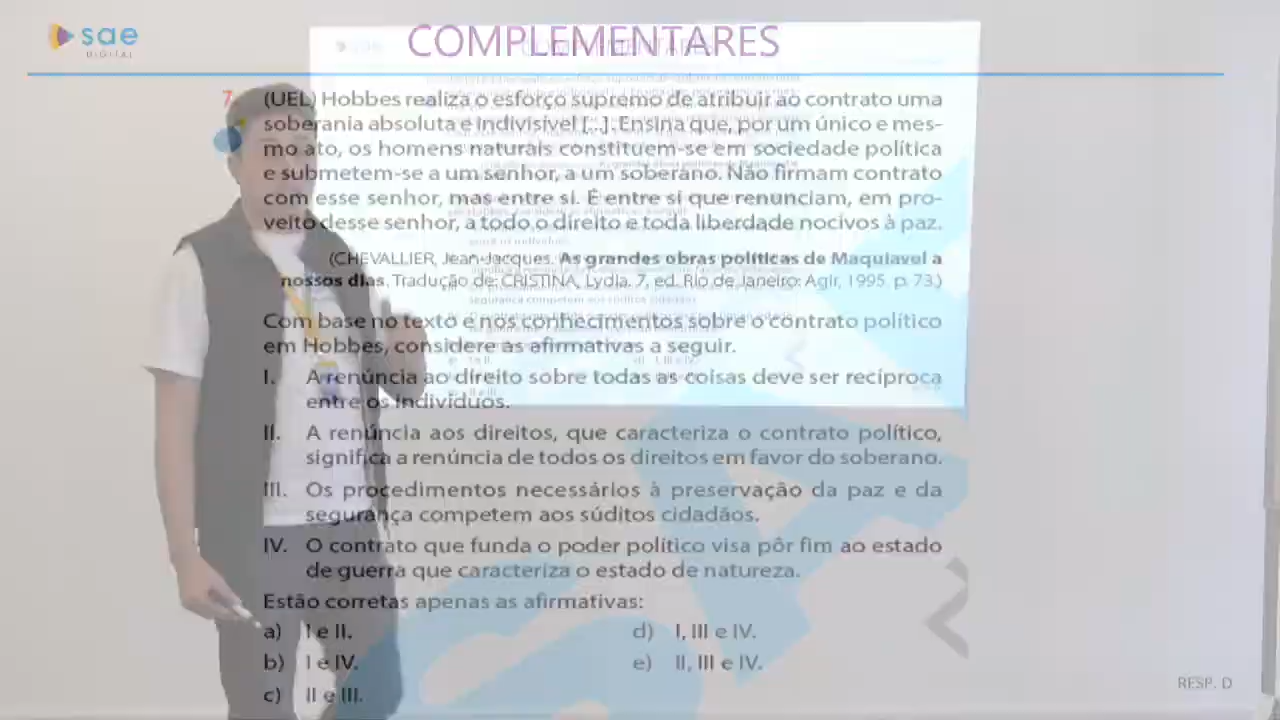 sae
DIGITAL
COMPLEMENTARES
7
(UEL) Hobbes realiza o esforço supremo de atribuir ao contrato uma
soberania absoluta e indivisível [...]. Ensina que, por um único e mes-
mo ato, os homens naturais constituem-se em sociedade política
e submetem-se a um senhor, a um soberano. Não firmam contrato
com esse senhor, mas entre si. É entre si que renunciam, em pro-
veito desse senhor, a todo o direito e toda liberdade nocivos à paz.
(CHEVALLIER, Jean-Jacques. As grandes obras políticas de Maquiavel a
nossos dias. Tradução de: CRISTINA, Lydia. 7. ed. Rio de Janeiro: Agir, 1995. p. 73.)
Com base no texto e nos conhecimentos sobre o contrato político
em Hobbes, considere as afirmativas a seguir.
I. A renúncia ao direito sobre todas as coisas deve ser recíproca
entre os indivíduos.
II. A renúncia aos direitos, que caracteriza o contrato político,
significa a renúncia de todos os direitos em favor do soberano.
III. Os procedimentos necessários à preservação da paz e da
segurança competem aos súditos cidadãos.
IV. O contrato que funda o poder político visa pôr fim ao estado
de guerra que caracteriza o estado de natureza.
Estão corretas apenas as afirmativas:
a) I e II.
b) I e IV.
c) II e III.
d) I, III e IV.
e) II, III e IV.
RESP. D